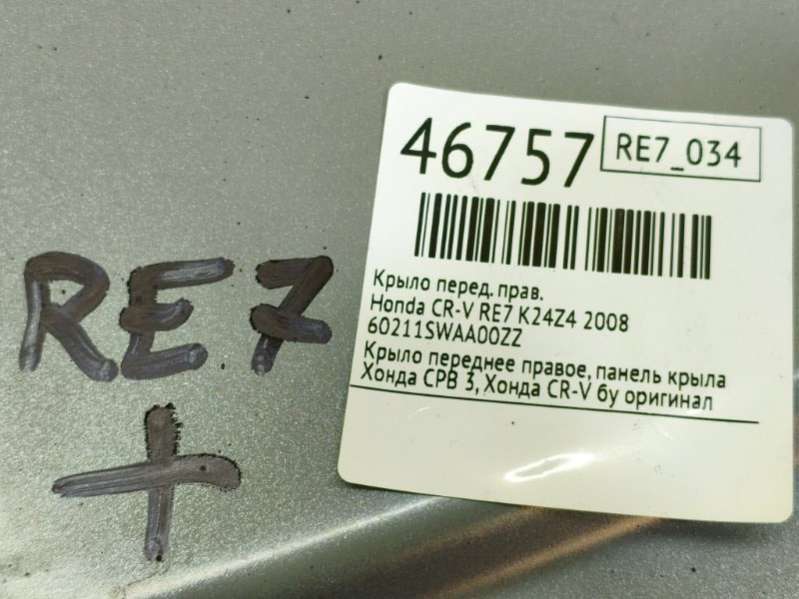 46757
RE7_034
Крыло перед. прав.
Honda CR-V RE7 K24Z4 2008
60211SWAA00ZZ
Крыло переднее правое, панель крыла
Хонда СРВ 3, Хонда CR-V бу оригинал
RE7
+